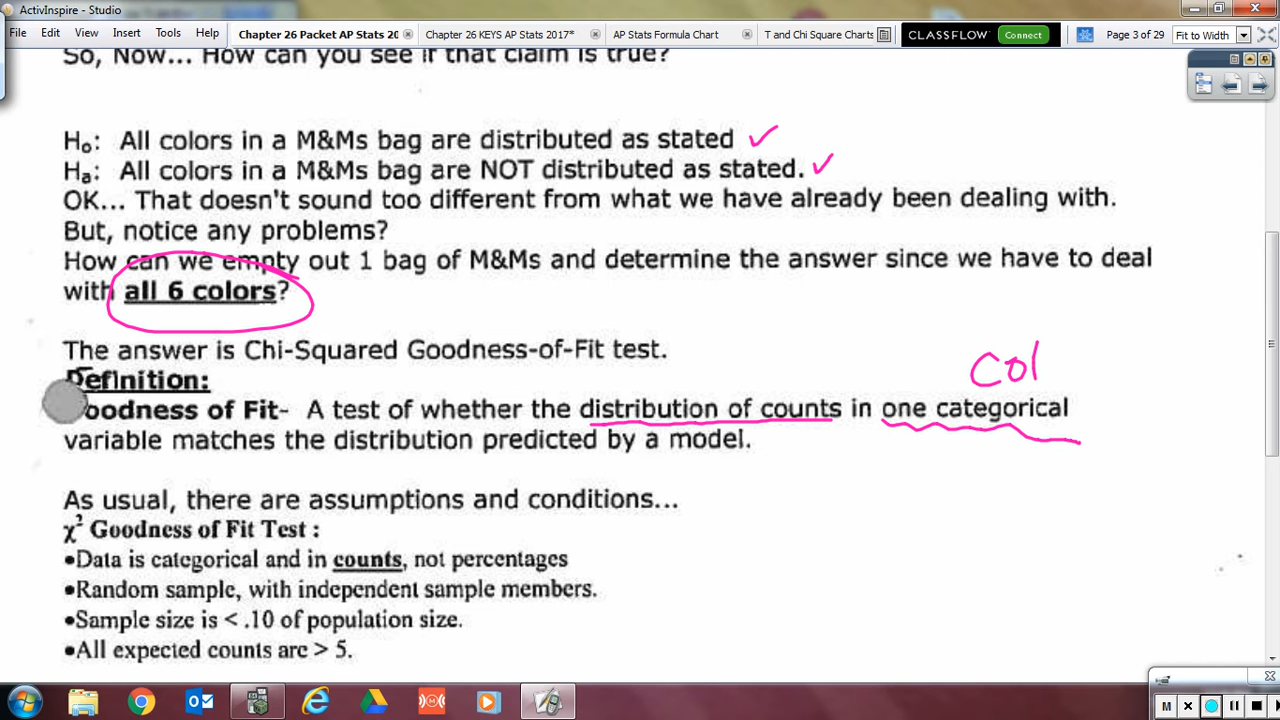 ActivInspire - Studio
File Edit View Insert Tools Help
Chapter 26 Packet AP Stats 20
Chapter 26 KEYS AP Stats 2017*
AP Stats Formula Chart
T and Chi Square Charts
CLASSFLOW Connect
Page 3 of 29
Fit to Width
So, Now... How can you see if that claim is true?
Ho: All colors in a M&Ms bag are distributed as stated
Ha: All colors in a M&Ms bag are NOT distributed as stated.
OK... That doesn't sound too different from what we have already been dealing with.
But, notice any problems?
How can we empty out 1 bag of M&Ms and determine the answer since we have to deal
with all 6 colors?
The answer is Chi-Squared Goodness-of-Fit test.
Col
Definition:
oodness of Fit- A test of whether the distribution of counts in one categorical
variable matches the distribution predicted by a model.
As usual, there are assumptions and conditions...
χ² Goodness of Fit Test :
•Data is categorical and in counts, not percentages
•Random sample, with independent sample members.
•Sample size is < .10 of population size.
•All expected counts are > 5.
M